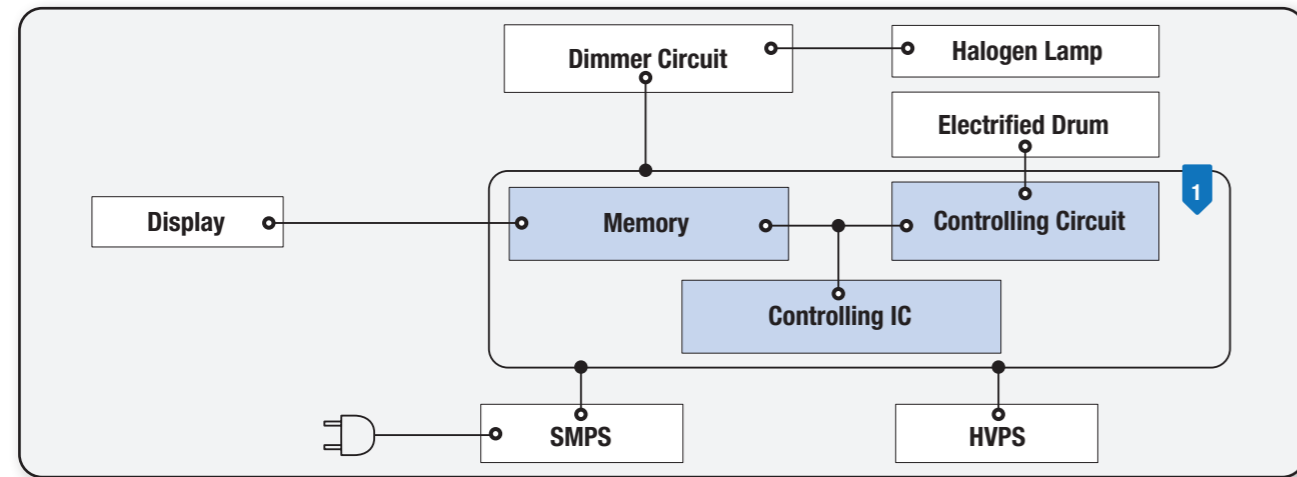 Dimmer Circuit
Halogen Lamp
Electrified Drum
1
Display
Memory
Controlling Circuit
Controlling IC
SMPS
HVPS